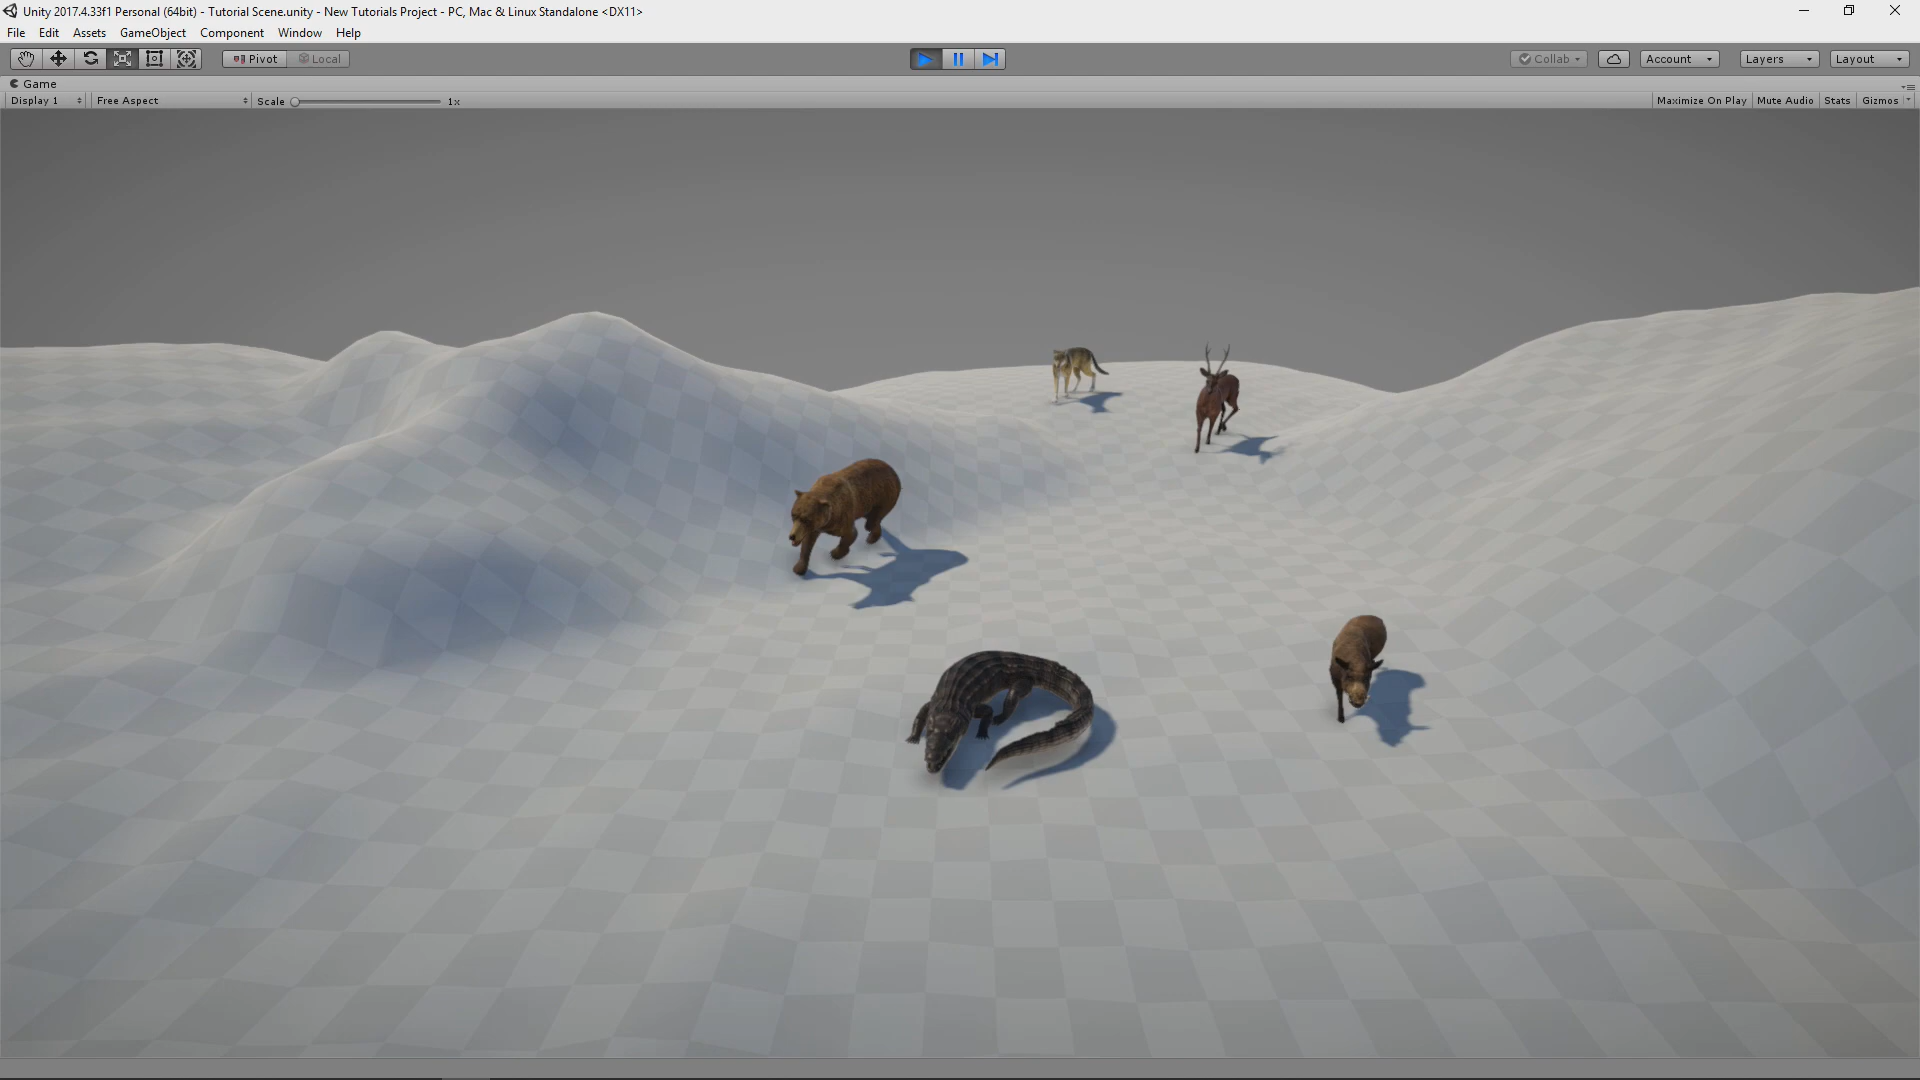 Unity 2017.4.33f1 Personal (64bit) - Tutorial Scene.unity - New Tutorials Project - PC, Mac & Linux Standalone <DX11>
File Edit Assets GameObject Component Window Help
Pivot Local Collab Account Layers Layout
Game
Display 1 Free Aspect Scale 1x Maximize On Play Mute Audio Stats Gizmos